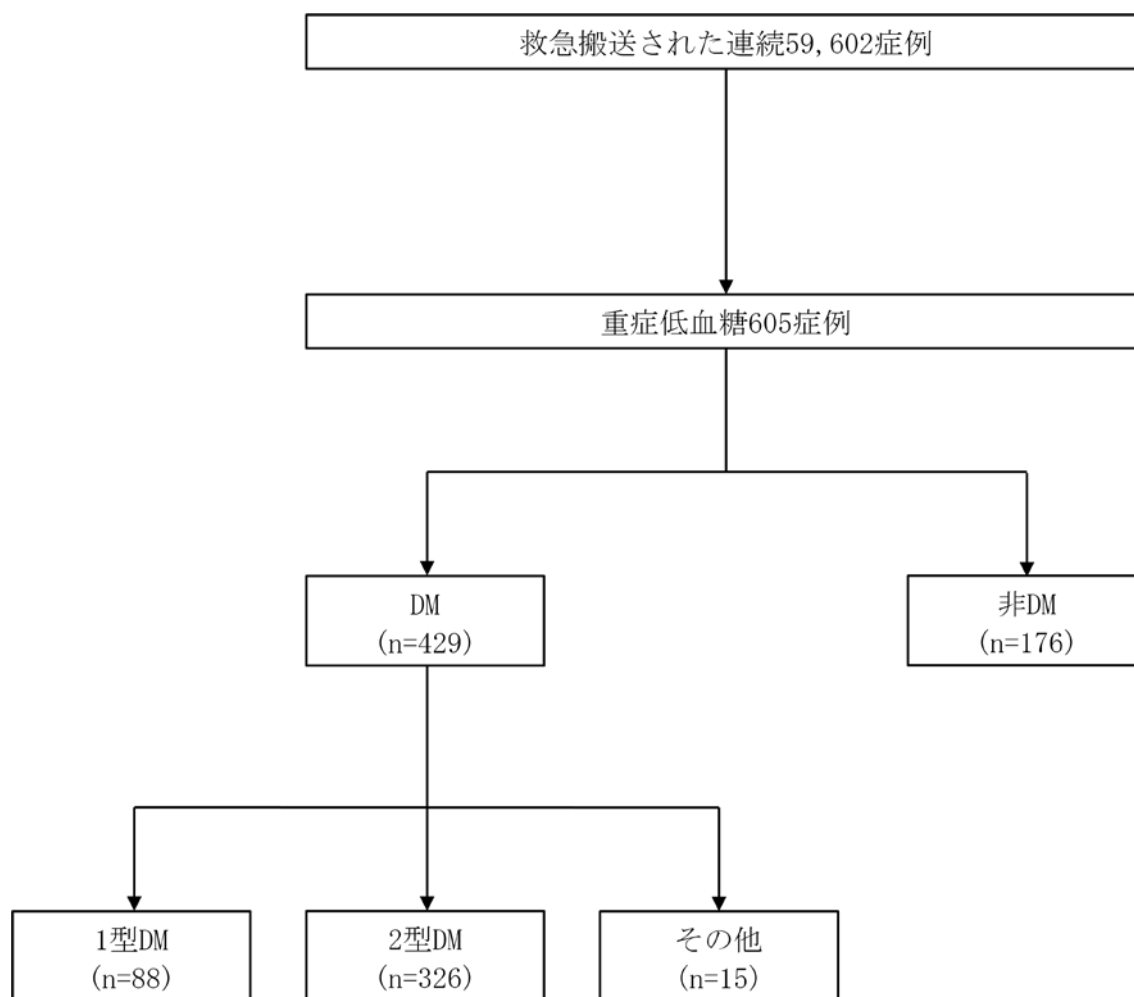 救急搬送された連続59,602症例
重症低血糖605症例
DM
(n=429)
非DM
(n=176)
1型DM
(n=88)
2型DM
(n=326)
その他
(n=15)